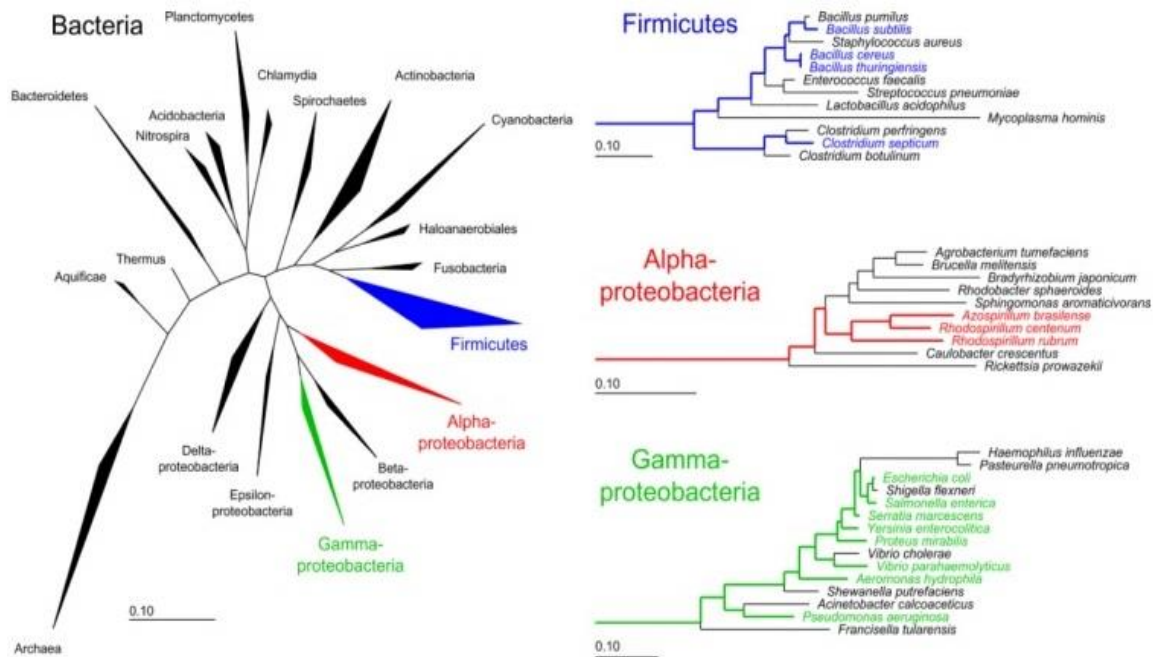 Bacteria
Planctomycetes
Chlamydia
Bacteroidetes
Acidobacteria
Spirochaetes
Actinobacteria
Nitrospira
Cyanobacteria
Haloanaerobiales
Thermus
Fusobacteria
Aquificae
Firmicutes
Alpha-
proteobacteria
Delta-
proteobacteria
Beta-
proteobacteria
Epsilon-
proteobacteria
Gamma-
proteobacteria
0.10
Archaea
Firmicutes
Bacillus pumilus
Bacillus subtilis
Staphylococcus aureus
Bacillus cereus
Bacillus thuringiensis
Enterococcus faecalis
Streptococcus pneumoniae
Lactobacillus acidophilus
Mycoplasma hominis
Clostridium perfringens
Clostridium septicum
Clostridium botulinum
0.10
Alpha-
proteobacteria
Agrobacterium tumefaciens
Brucella melitensis
Bradyrhizobium japonicum
Rhodobacter sphaeroides
Sphingomonas aromaticivorans
Azospirillum brasilense
Rhodospirillum centenum
Rhodospirillum rubrum
Caulobacter crescentus
Rickettsia prowazekii
0.10
Gamma-
proteobacteria
Haemophilus influenzae
Pasteurella pneumotropica
Escherichia coli
Shigella flexneri
Salmonella enterica
Serratia marcescens
Yersinia enterocolitica
Proteus mirabilis
Vibrio cholerae
Vibrio parahaemolyticus
Aeromonas hydrophila
Shewanella putrefaciens
Acinetobacter calcoaceticus
Pseudomonas aeruginosa
Francisella tularensis
0.10